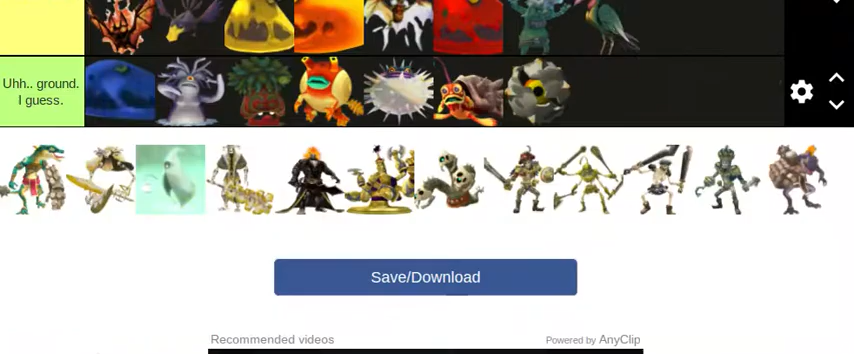 Uhh.. ground.
I guess.
Save/Download
Recommended videos
Powered by AnyClip